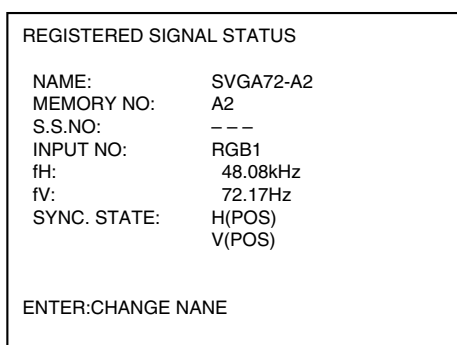 REGISTERED SIGNAL STATUS
NAME: SVGA72-A2
MEMORY NO: A2
S.S.NO: – – –
INPUT NO: RGB1
fH: 48.08kHz
fV: 72.17Hz
SYNC. STATE: H(POS)
V(POS)
ENTER:CHANGE NANE